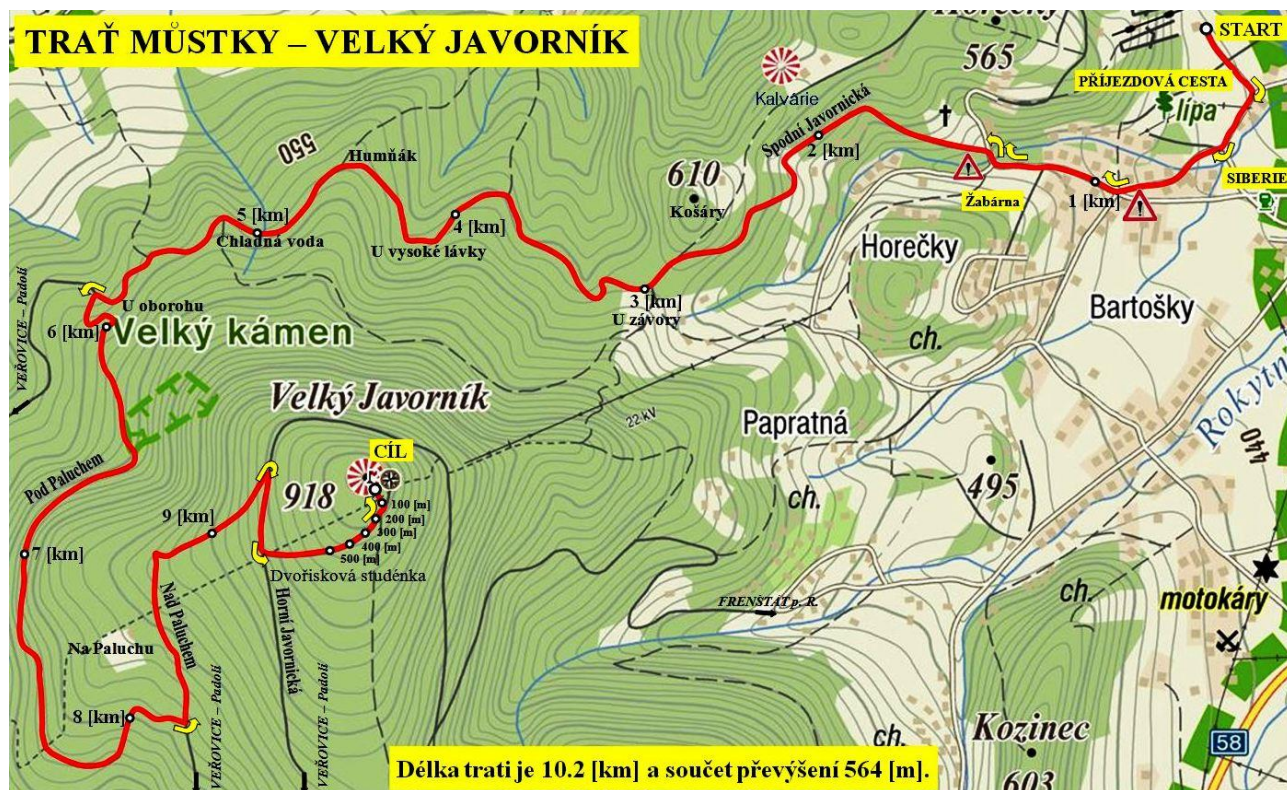 TRAŤ MŮSTKY – VELKÝ JAVORNÍK
Horečky
565
START
PŘÍJEZDOVÁ CESTA
lípa
Kalvárie
Spodní Javornická
2 [km]
550
Humňák
610
Košáry
Žabárna
1 [km]
SIBERIE
5 [km]
Chladná voda
4 [km]
U vysoké lávky
Horečky
Bartošky
VEŘOVICE – Padolí
U oborohu
6 [km]
Velký kámen
3 [km]
U závory
ch.
Rokytn
Velký Javorník
22 kV
Papratná
440
CÍL
918
Pod Paluchem
ch.
495
9 [km]
100 [m]
200 [m]
300 [m]
400 [m]
500 [m]
7 [km]
Dvořisková studénka
FRENŠTÁT p. R.
ch.
motokáry
Nad Paluchem
Horní Javornická
Na Paluchu
8 [km]
VEŘOVICE – Padolí
VEŘOVICE – Padolí
ch.
Kozinec
603
58
Délka trati je 10.2 [km] a součet převýšení 564 [m].